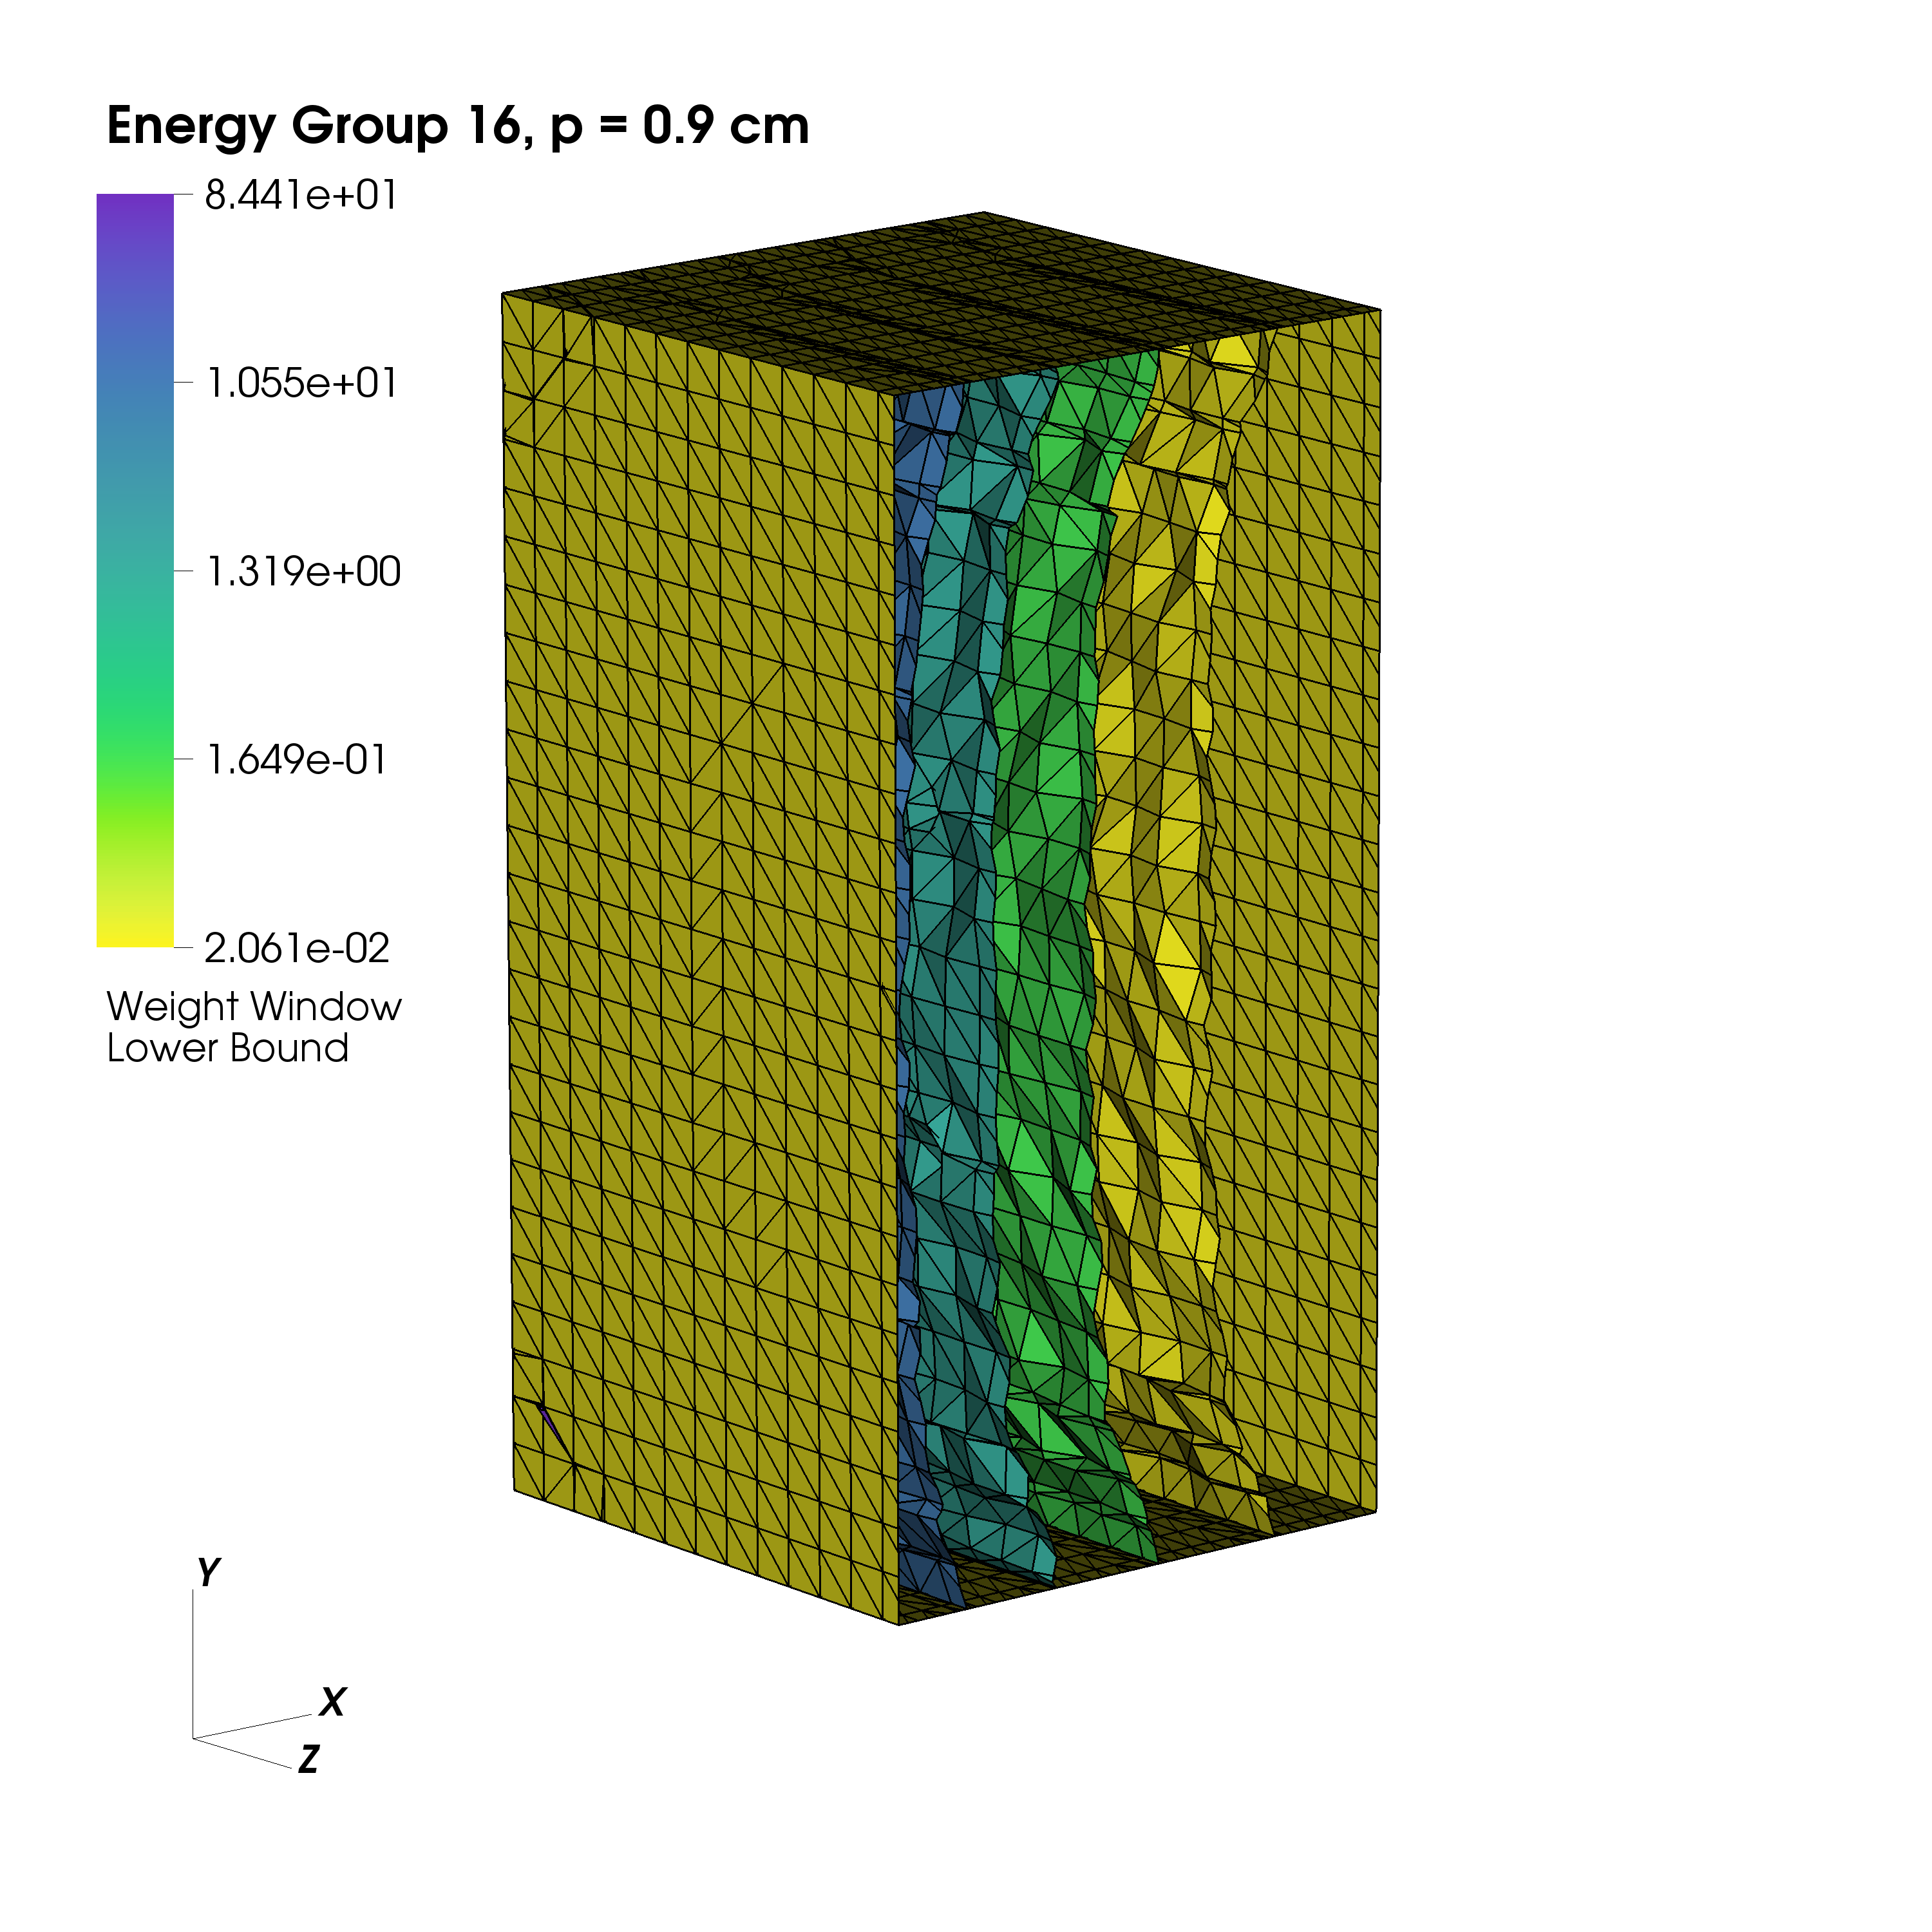 Energy Group 16, p = 0.9 cm
8.441e+01
1.055e+01
1.319e+00
1.649e-01
2.061e-02
Weight Window
Lower Bound
Y
X
Z